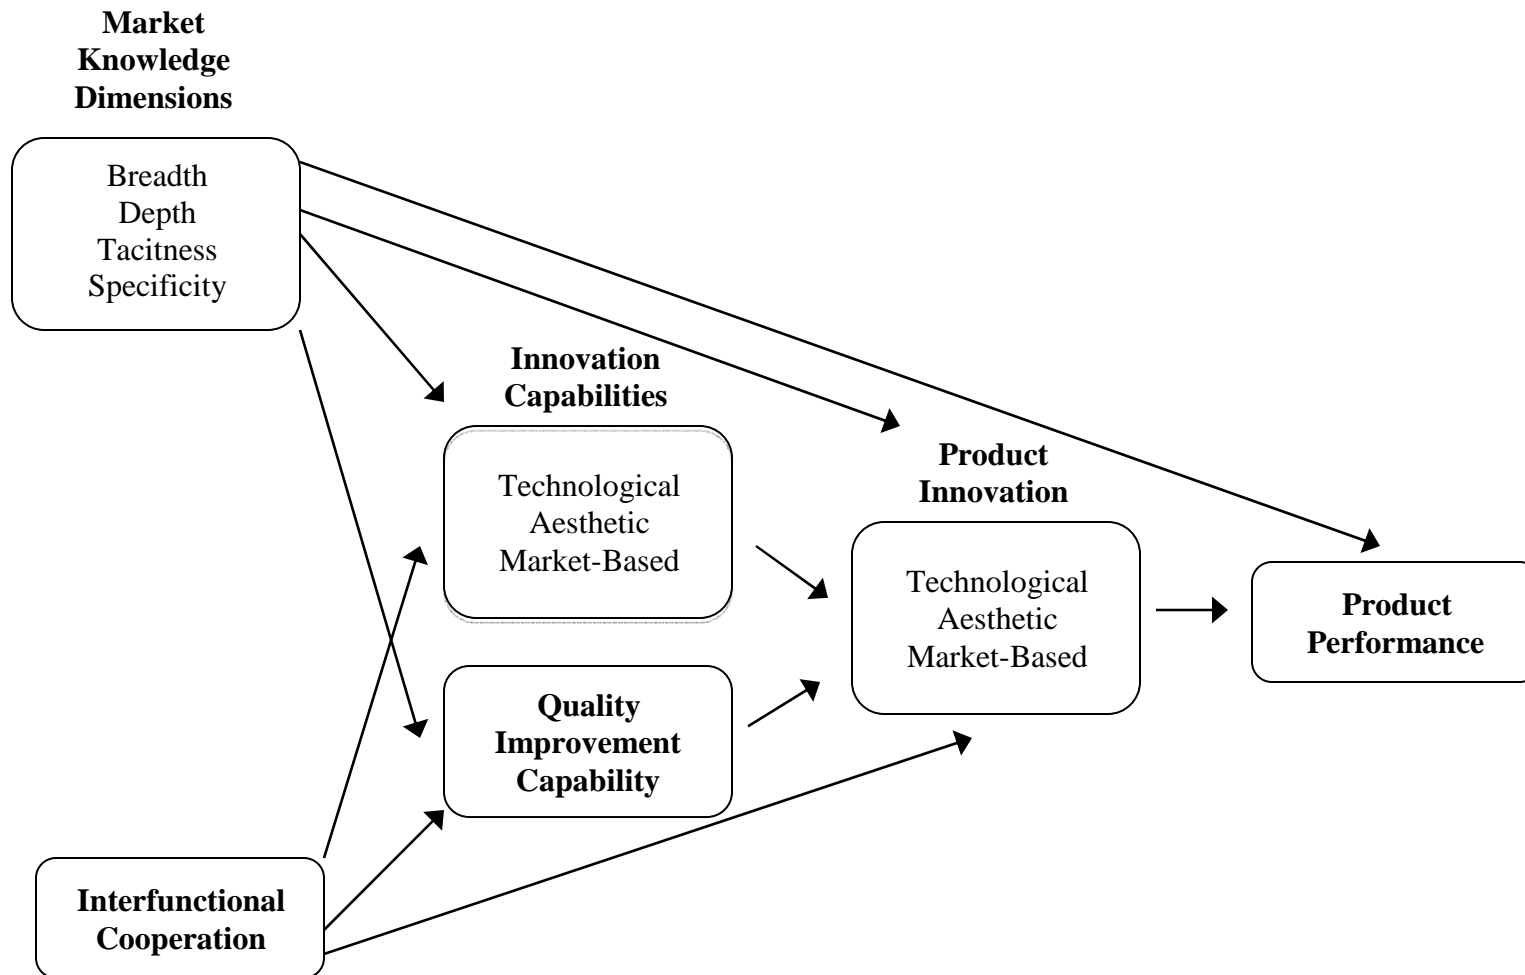 Market
Knowledge
Dimensions
Breadth
Depth
Tacitness
Specificity
Innovation
Capabilities
Technological
Aesthetic
Market-Based
Quality
Improvement
Capability
Interfunctional
Cooperation
Product
Innovation
Technological
Aesthetic
Market-Based
Product
Performance